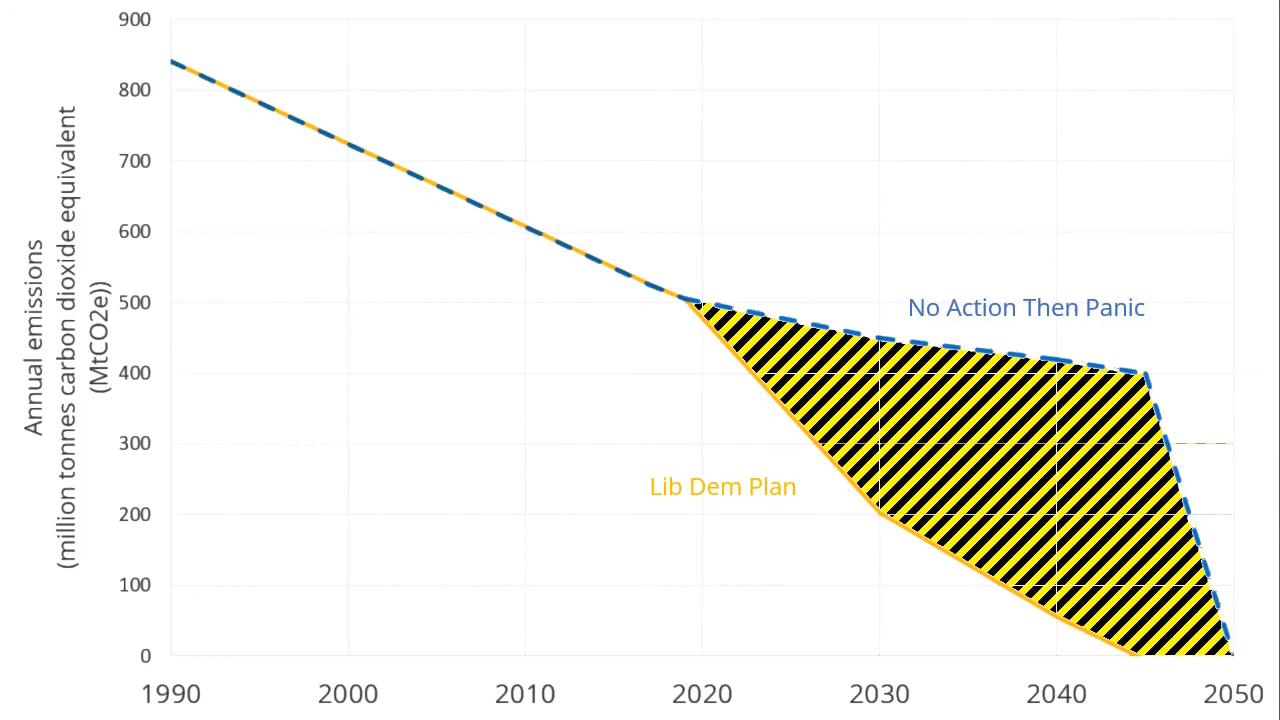 900
800
700
600
500
400
300
200
100
0
Annual emissions
(million tonnes carbon dioxide equivalent
(MtCO2e))
No Action Then Panic
Lib Dem Plan
1990 2000 2010 2020 2030 2040 2050